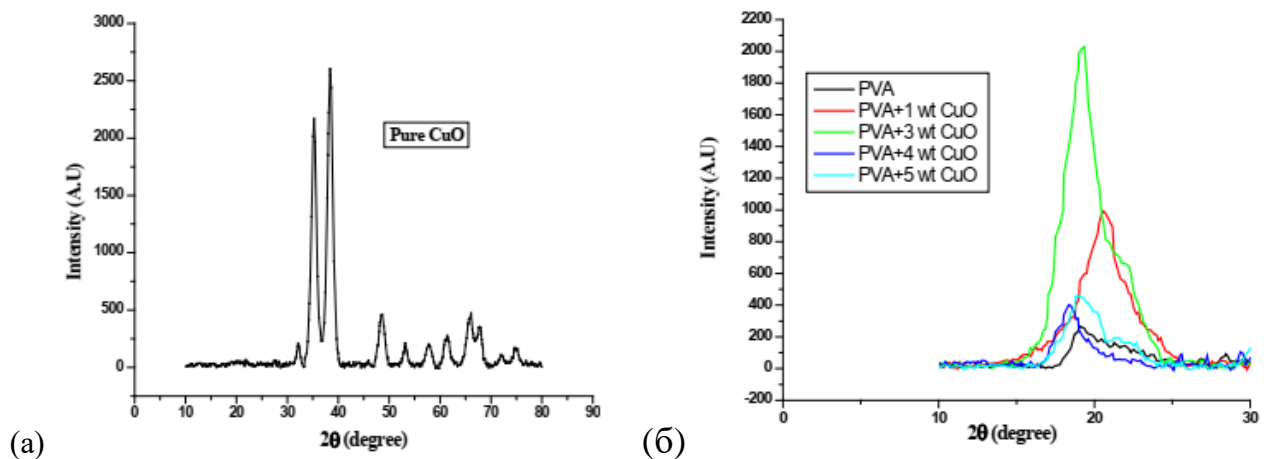 3000
2500
2000
1500
1000
500
0
Intensity (A.U)
Pure CuO
0 10 20 30 40 50 60 70 80 90
2θ (degree)
(а)
2200
2000
1800
1600
1400
1200
1000
800
600
400
200
0
-200
Intensity (A.U)
PVA
PVA+1 wt CuO
PVA+3 wt CuO
PVA+4 wt CuO
PVA+5 wt CuO
0 10 20 30
2θ (degree)
(б)